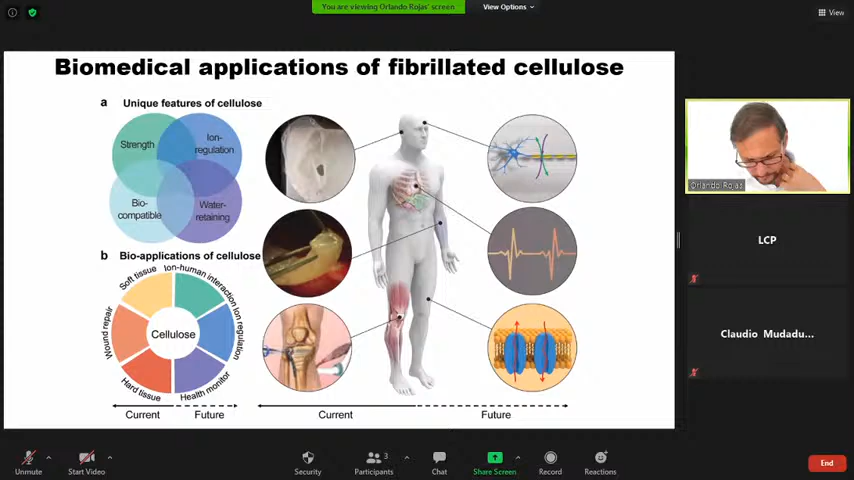 You are viewing Orlando Rojas' screen
View Options
View
Biomedical applications of fibrillated cellulose
a Unique features of cellulose
Strength
Ion-
regulation
Bio-
compatible
Water-
retaining
b Bio-applications of cellulose
Soft tissue
Ion-human interaction
Ion regulation
Health monitor
Hard tissue
Wound repair
Cellulose
Current
Future
Current
Future
Orlando Rojas
LCP
Claudio Mudadu...
Unmute
Start Video
Security
Participants
3
Chat
Share Screen
Record
Reactions
End